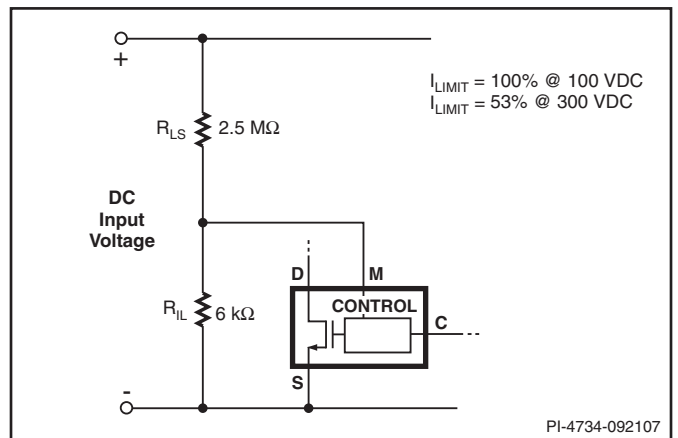 +
I_LIMIT = 100% @ 100 VDC
I_LIMIT = 53% @ 300 VDC
R_LS 2.5 MΩ
DC
Input
Voltage
D M
R_IL 6 kΩ
CONTROL
C
S
-
PI-4734-092107